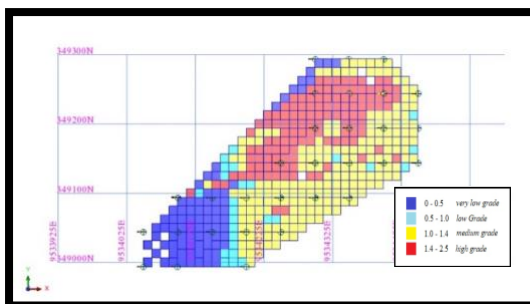 349300N
349200N
349100N
349000N
9533925E
9534025E
9534225E
9534325E
0 - 0.5 very low grade
0.5 - 1.0 low Grade
1.0 - 1.4 medium grade
1.4 - 2.5 high grade
Y
X